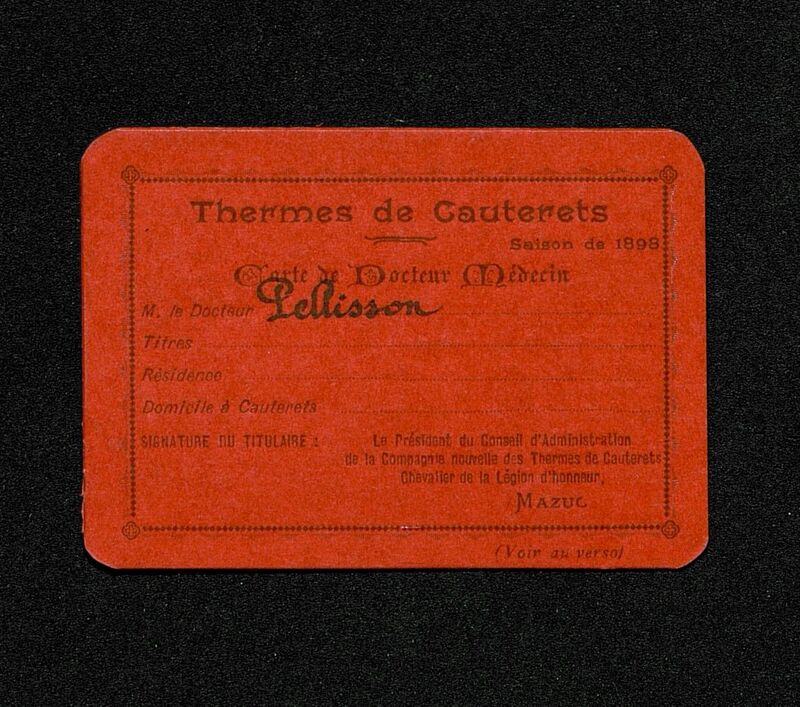 Thermes de Cauterets
Saison de 1898
Carte de Docteur Médecin
M. le Docteur Pellisson
Titres
Résidence
Domicile à Cauterets
SIGNATURE DU TITULAIRE :
Le Président du Conseil d'Administration
de la Compagnie nouvelle des Thermes de Cauterets
Chevalier de la Légion d'honneur,
MAZUC
(Voir au verso)